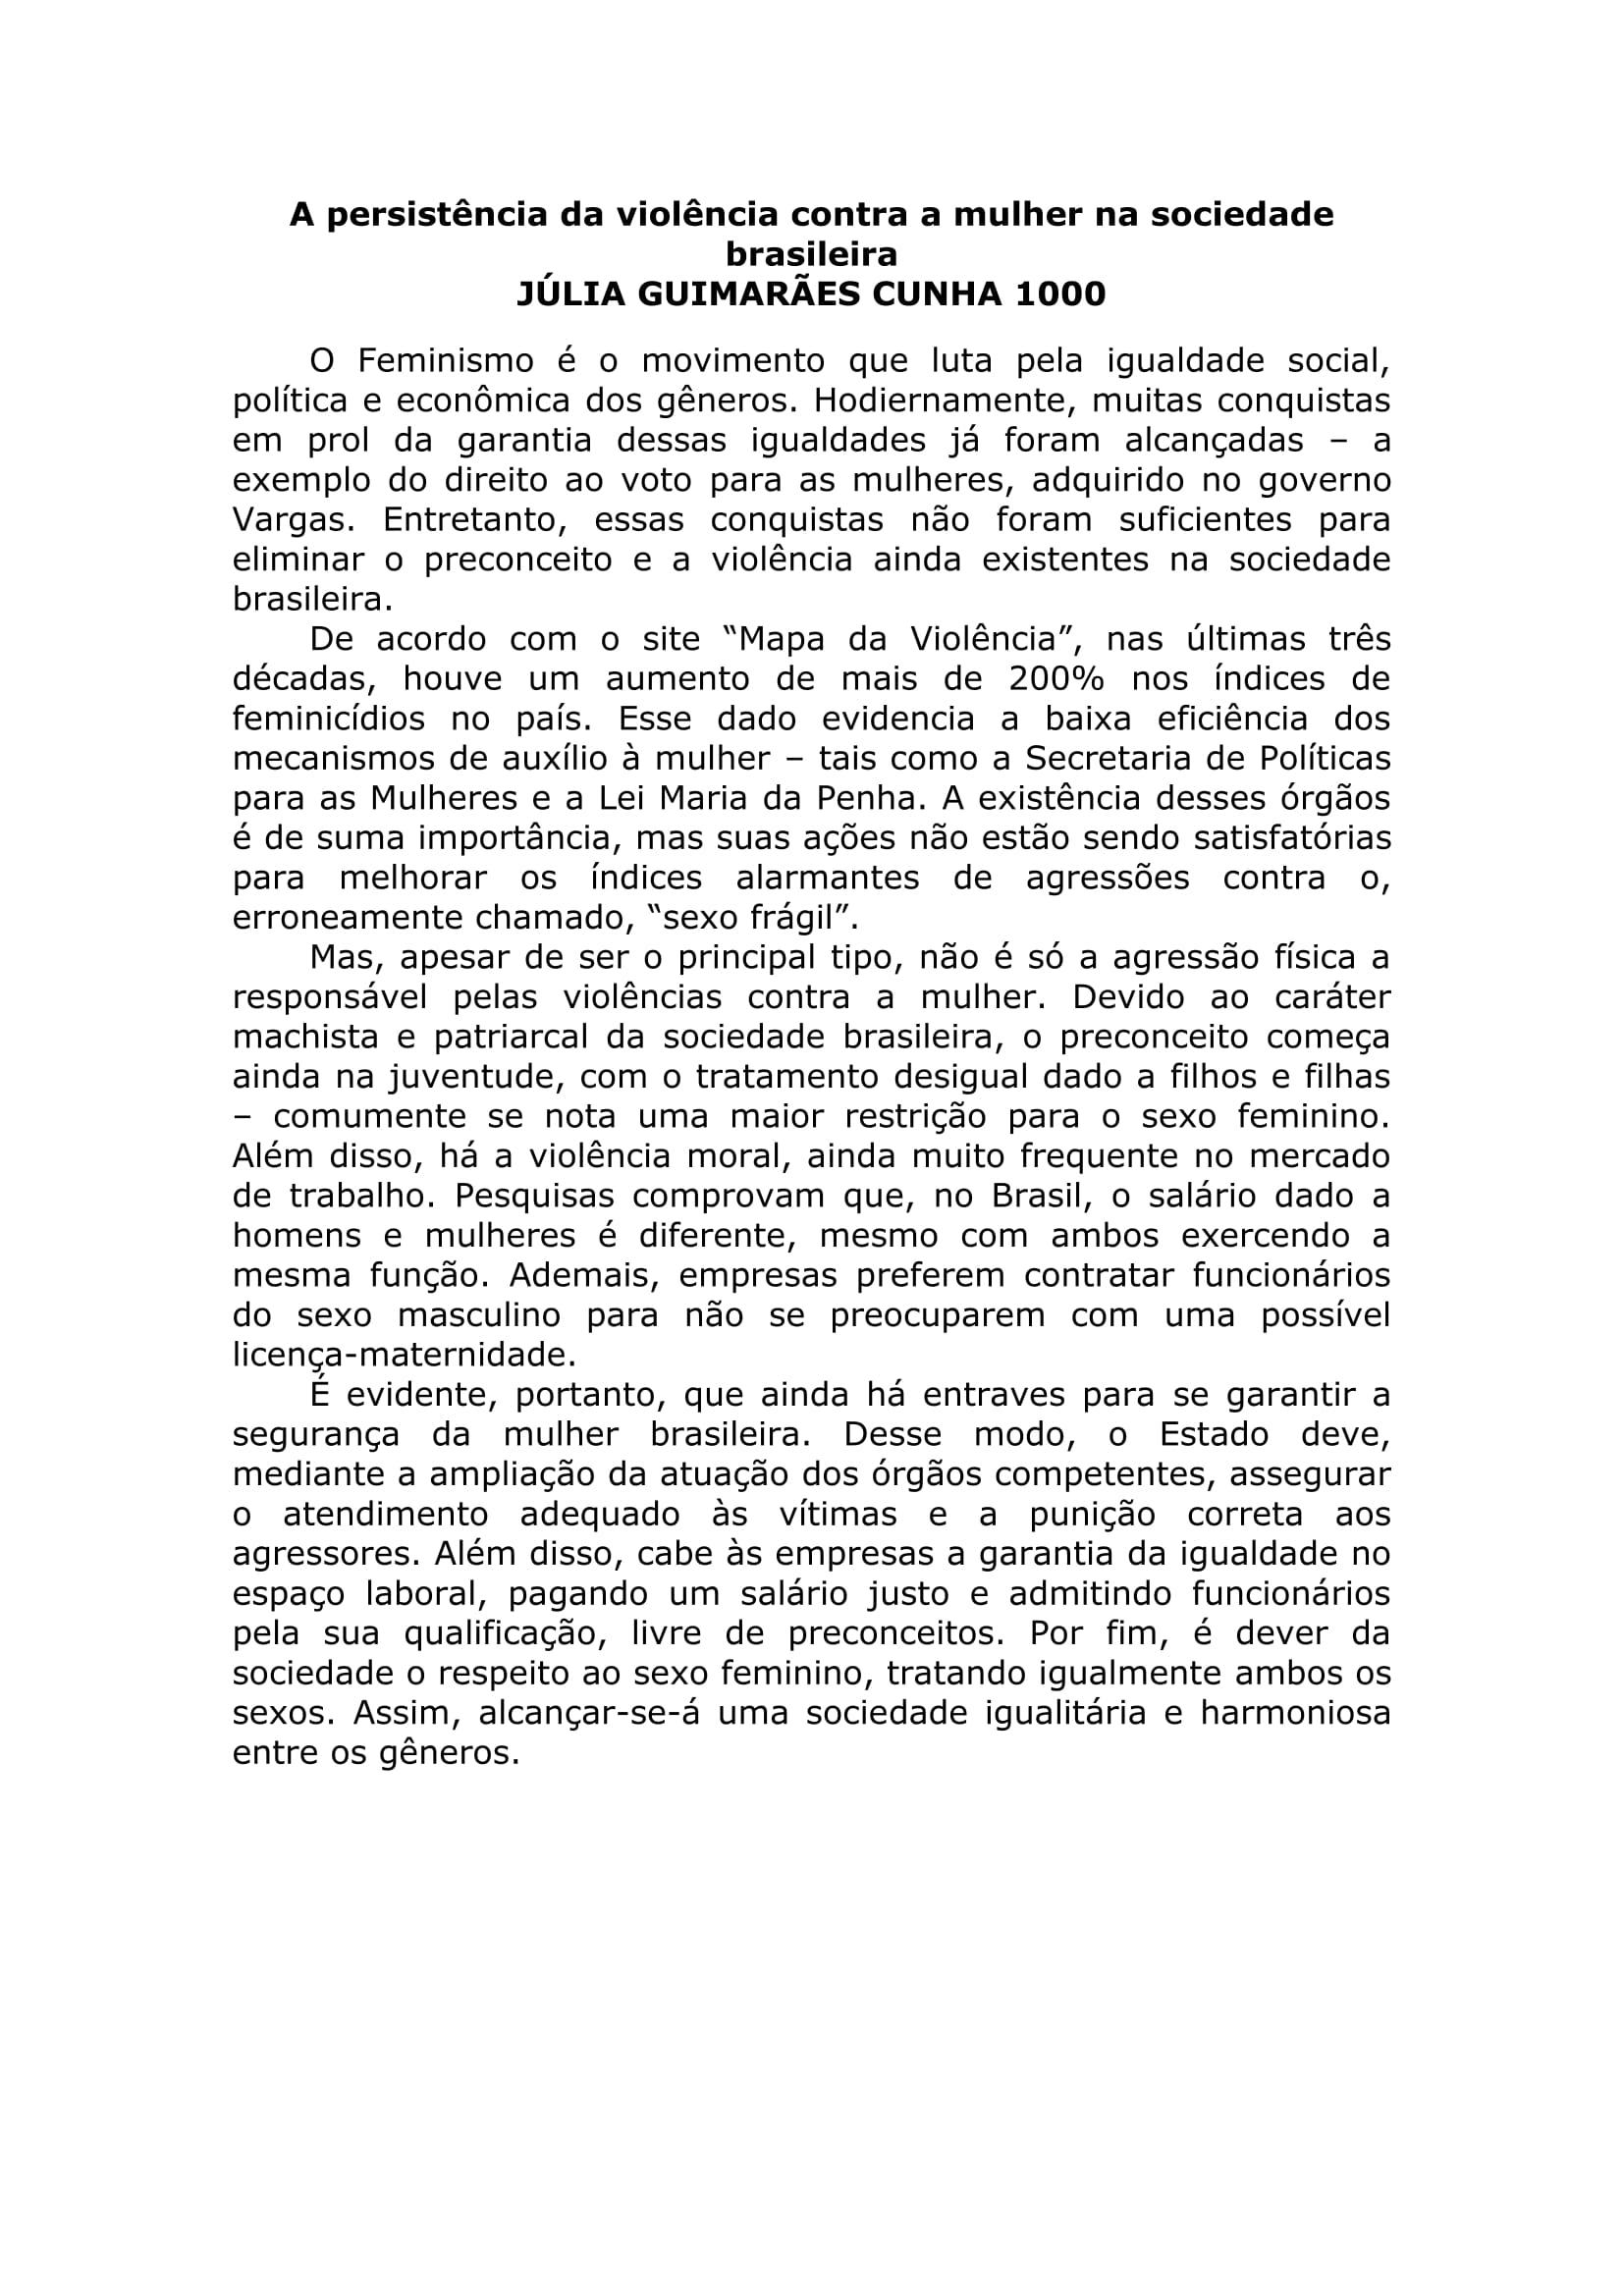 A persistência da violência contra a mulher na sociedade
brasileira
JÚLIA GUIMARÃES CUNHA 1000
O Feminismo é o movimento que luta pela igualdade social,
política e econômica dos gêneros. Hodiernamente, muitas conquistas
em prol da garantia dessas igualdades já foram alcançadas – a
exemplo do direito ao voto para as mulheres, adquirido no governo
Vargas. Entretanto, essas conquistas não foram suficientes para
eliminar o preconceito e a violência ainda existentes na sociedade
brasileira.
De acordo com o site “Mapa da Violência”, nas últimas três
décadas, houve um aumento de mais de 200% nos índices de
feminicídios no país. Esse dado evidencia a baixa eficiência dos
mecanismos de auxílio à mulher – tais como a Secretaria de Políticas
para as Mulheres e a Lei Maria da Penha. A existência desses órgãos
é de suma importância, mas suas ações não estão sendo satisfatórias
para melhorar os índices alarmantes de agressões contra o,
erroneamente chamado, “sexo frágil”.
Mas, apesar de ser o principal tipo, não é só a agressão física a
responsável pelas violências contra a mulher. Devido ao caráter
machista e patriarcal da sociedade brasileira, o preconceito começa
ainda na juventude, com o tratamento desigual dado a filhos e filhas
– comumente se nota uma maior restrição para o sexo feminino.
Além disso, há a violência moral, ainda muito frequente no mercado
de trabalho. Pesquisas comprovam que, no Brasil, o salário dado a
homens e mulheres é diferente, mesmo com ambos exercendo a
mesma função. Ademais, empresas preferem contratar funcionários
do sexo masculino para não se preocuparem com uma possível
licença-maternidade.
É evidente, portanto, que ainda há entraves para se garantir a
segurança da mulher brasileira. Desse modo, o Estado deve,
mediante a ampliação da atuação dos órgãos competentes, assegurar
o atendimento adequado às vítimas e a punição correta aos
agressores. Além disso, cabe às empresas a garantia da igualdade no
espaço laboral, pagando um salário justo e admitindo funcionários
pela sua qualificação, livre de preconceitos. Por fim, é dever da
sociedade o respeito ao sexo feminino, tratando igualmente ambos os
sexos. Assim, alcançar-se-á uma sociedade igualitária e harmoniosa
entre os gêneros.